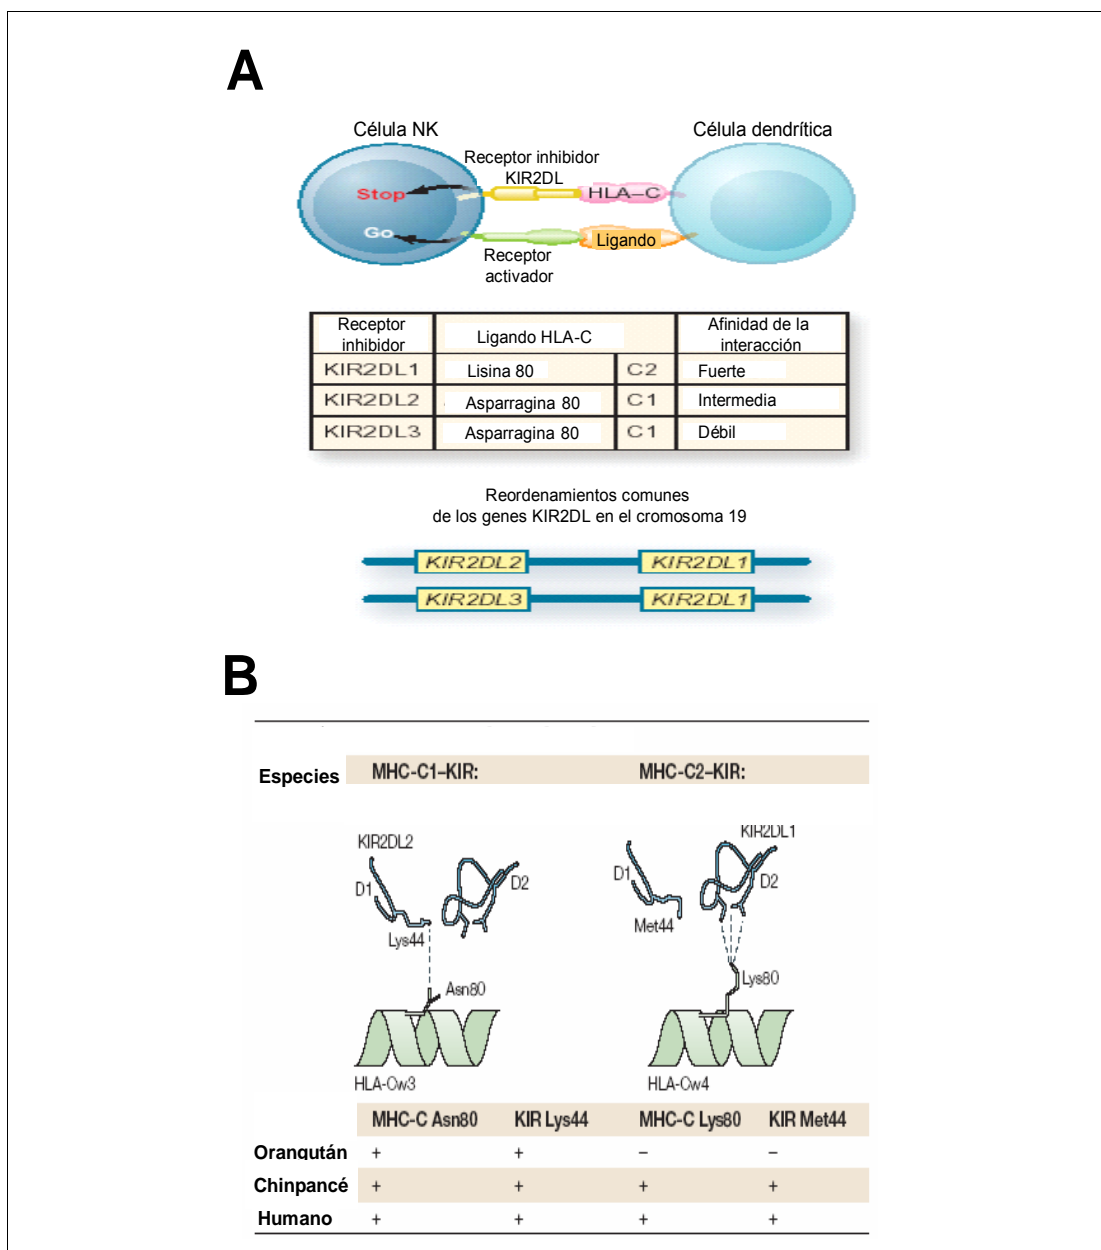 A
Célula NK
Célula dendrítica
Receptor inhibidor
KIR2DL
Stop
HLA-C
Go
Ligando
Receptor
activador
Receptor inhibidor
Ligando HLA-C
Afinidad de la interacción
KIR2DL1 Lisina 80 C2 Fuerte
KIR2DL2 Asparragina 80 C1 Intermedia
KIR2DL3 Asparragina 80 C1 Débil
Reordenamientos comunes
de los genes KIR2DL en el cromosoma 19
KIR2DL2 KIR2DL1
KIR2DL3 KIR2DL1
B
Especies MHC-C1–KIR: MHC-C2–KIR:
KIR2DL2
D1
D2
Lys44
Asn80
HLA-Cw3
KIR2DL1
D1
D2
Met44
Lys80
HLA-Cw4
MHC-C Asn80 KIR Lys44 MHC-C Lys80 KIR Met44
Orangután + + – –
Chinpancé + + + +
Humano + + + +